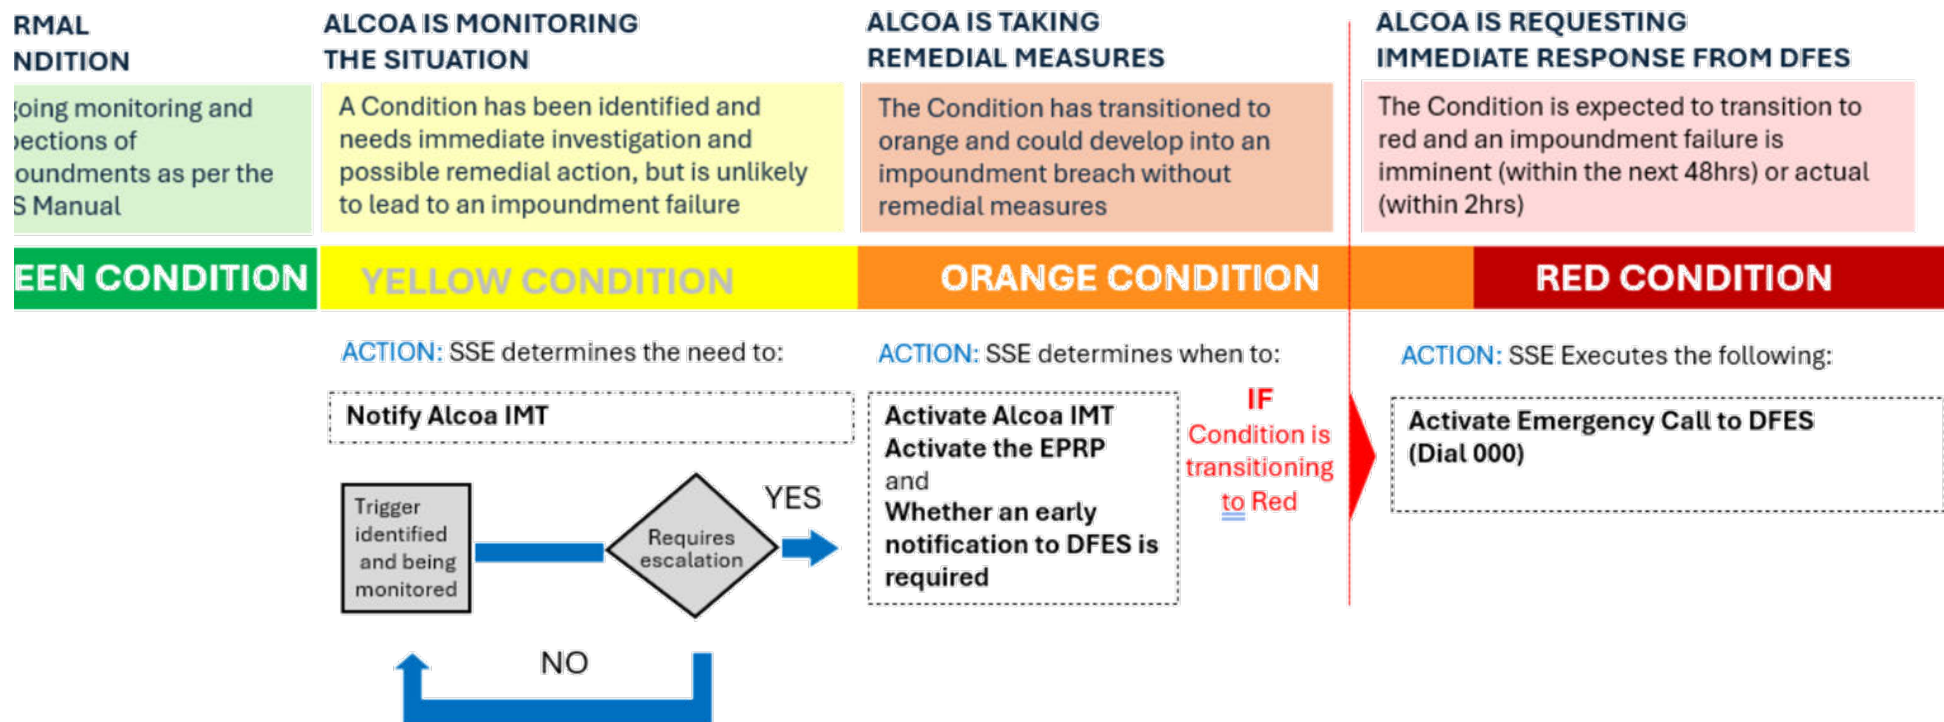 RMAL
NDITION
going monitoring and
pections of
oundments as per the
S Manual
EEN CONDITION
ALCOA IS MONITORING
THE SITUATION
A Condition has been identified and
needs immediate investigation and
possible remedial action, but is unlikely
to lead to an impoundment failure
YELLOW CONDITION
ACTION: SSE determines the need to:
Notify Alcoa IMT
Trigger
identified
and being
monitored
Requires
escalation
YES
NO
ALCOA IS TAKING
REMEDIAL MEASURES
The Condition has transitioned to
orange and could develop into an
impoundment breach without
remedial measures
ORANGE CONDITION
ACTION: SSE determines when to:
Activate Alcoa IMT
Activate the EPRP
and
Whether an early
notification to DFES is
required
IF
Condition is
transitioning
to Red
ALCOA IS REQUESTING
IMMEDIATE RESPONSE FROM DFES
The Condition is expected to transition to
red and an impoundment failure is
imminent (within the next 48hrs) or actual
(within 2hrs)
RED CONDITION
ACTION: SSE Executes the following:
Activate Emergency Call to DFES
(Dial 000)